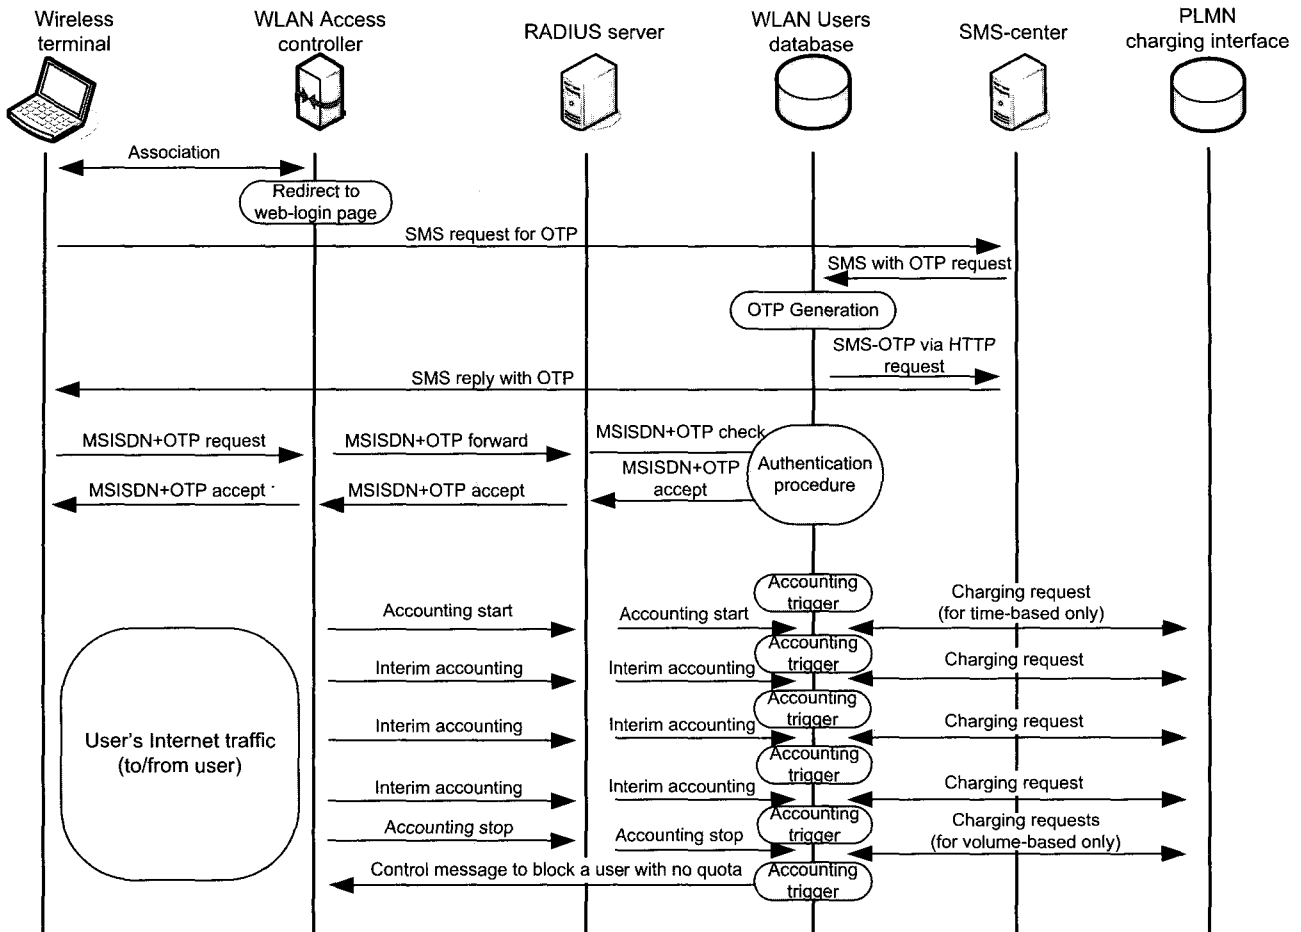 Wireless
terminal
WLAN Access
controller
RADIUS server
WLAN Users
database
SMS-center
PLMN
charging interface
Association
Redirect to
web-login page
SMS request for OTP
SMS with OTP request
OTP Generation
SMS-OTP via HTTP
request
SMS reply with OTP
MSISDN+OTP request
MSISDN+OTP forward
MSISDN+OTP check
Authentication
procedure
MSISDN+OTP
accept
MSISDN+OTP accept
MSISDN+OTP accept
Accounting
trigger
Charging request
(for time-based only)
Accounting start
Accounting start
Accounting
trigger
Interim accounting
Interim accounting
Charging request
Accounting
trigger
Interim accounting
Interim accounting
Charging request
User's Internet traffic
(to/from user)
Accounting
trigger
Interim accounting
Interim accounting
Charging request
Accounting
trigger
Accounting stop
Accounting stop
Charging requests
(for volume-based only)
Control message to block a user with no quota
Accounting
trigger